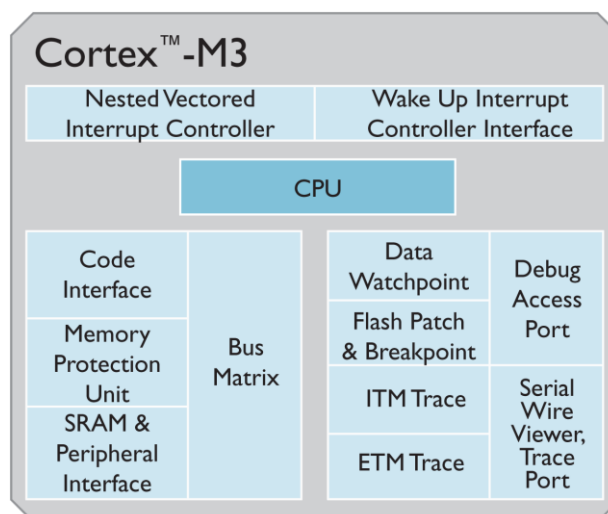 Cortex™-M3
Nested Vectored
Interrupt Controller
Wake Up Interrupt
Controller Interface
CPU
Code
Interface
Memory
Protection
Unit
SRAM &
Peripheral
Interface
Bus
Matrix
Data
Watchpoint
Flash Patch
& Breakpoint
ITM Trace
ETM Trace
Debug
Access
Port
Serial
Wire
Viewer,
Trace
Port